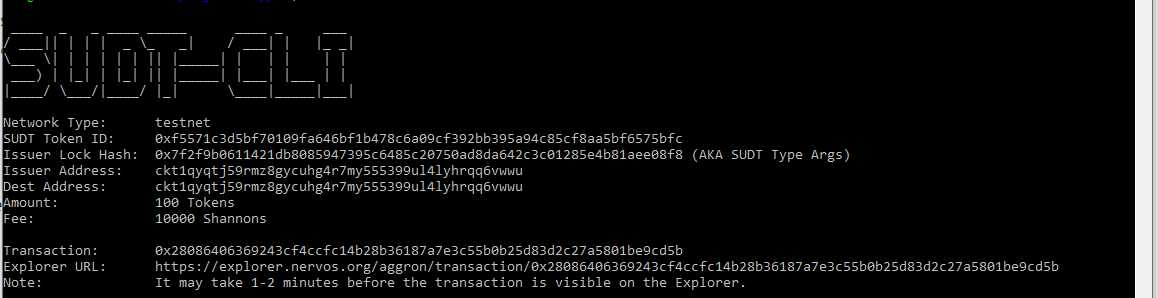 SUDT-CLI
Network Type: testnet
SUDT Token ID: 0xf5571c3d5bf70109fa646bf1b478c6a09cf392bb395a94c85cf8aa5bf6575bfc
Issuer Lock Hash: 0x7f2f9b0611421db8085947395c6485c20750ad8da642c3c01285e4b81aee08f8 (AKA SUDT Type Args)
Issuer Address: ckt1qyqtj59rmz8gycuhg4r7my555399ul4lyhrqq6vwwu
Dest Address: ckt1qyqtj59rmz8gycuhg4r7my555399ul4lyhrqq6vwwu
Amount: 100 Tokens
Fee: 10000 Shannons
Transaction: 0x28086406369243cf4ccfc14b28b36187a7e3c55b0b25d83d2c27a5801be9cd5b
Explorer URL: https://explorer.nervos.org/aggron/transaction/0x28086406369243cf4ccfc14b28b36187a7e3c55b0b25d83d2c27a5801be9cd5b
Note: It may take 1-2 minutes before the transaction is visible on the Explorer.